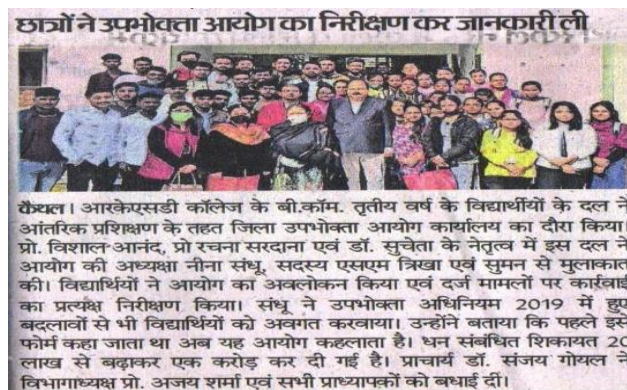 छात्रों ने उपभोक्ता आयोग का निरीक्षण कर जानकारी ली
कैथल। आरकेएसडी कॉलेज के बी.कॉम. तृतीय वर्ष के विद्यार्थीयों के दल ने
आंतरिक प्रशिक्षण के तहत जिला उपभोक्ता आयोग कार्यालय का दौरा किया।
प्रो. विशाल आनंद, प्रो रचना सरदाना एवं डॉ. सुचेता के नेतृत्व में इस दल ने
आयोग की अध्यक्षा नीना संधू, सदस्य एसएम त्रिखा एवं सुमन से मुलाकात
की। विद्यार्थियों ने आयोग का अवलोकन किया एवं दर्ज मामलों पर कार्रवाई
का प्रत्यक्ष निरीक्षण किया। संधू ने उपभोक्ता अधिनियम 2019 में हुए
बदलावों से भी विद्यार्थियों को अवगत करवाया। उन्होंने बताया कि पहले इसे
फोर्म कहा जाता था अब यह आयोग कहलाता है। धन संबंधित शिकायत 20
लाख से बढ़ाकर एक करोड़ कर दी गई है। प्राचार्य डॉ. संजय गोयल ने
विभागाध्यक्ष प्रो. अजय शर्मा एवं सभी प्राध्यापकों को बधाई दी।